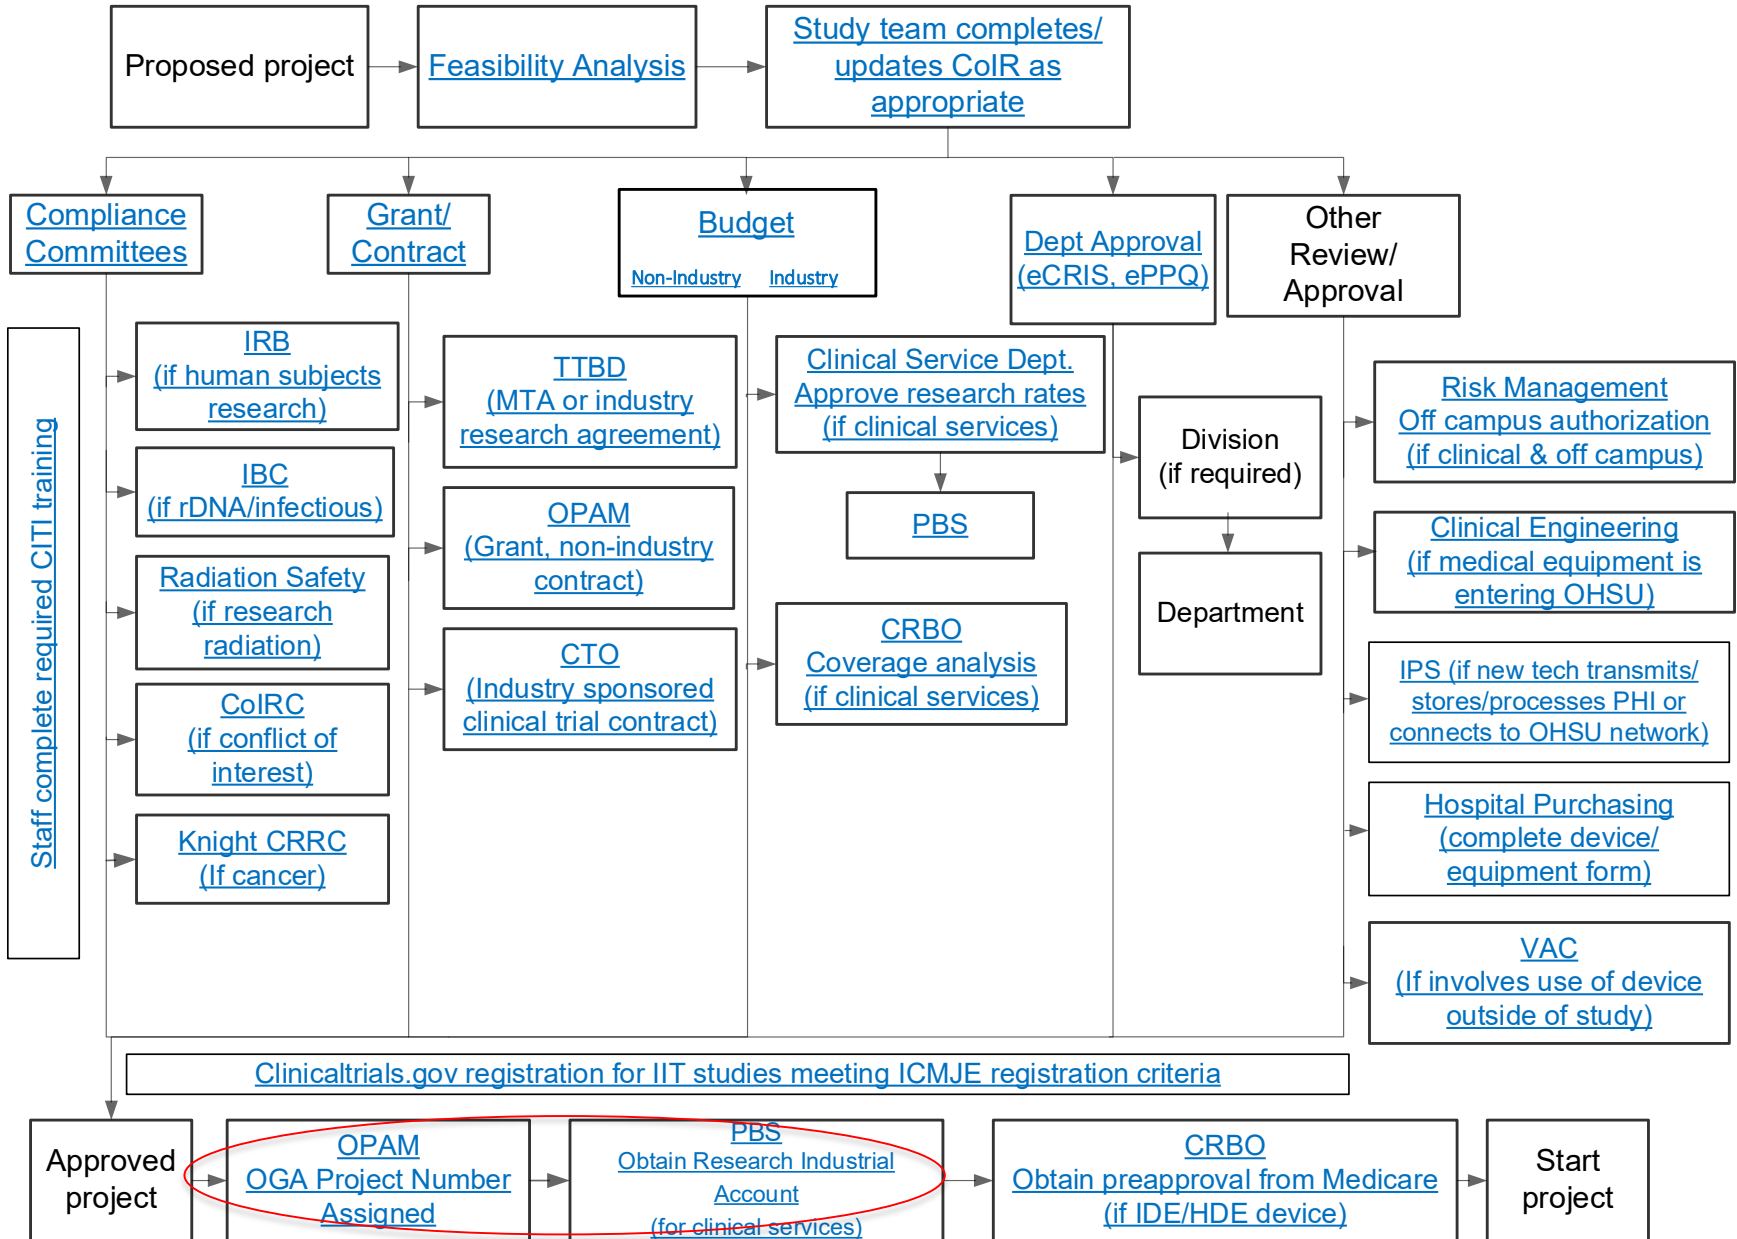 Proposed project
Feasibility Analysis
Study team completes/
updates CoIR as
appropriate
Compliance
Committees
Grant/
Contract
Budget
Non-Industry
Industry
Dept Approval
(eCRIS, ePPQ)
Other
Review/
Approval
Staff complete required CITI training
IRB
(if human subjects
research)
IBC
(if rDNA/infectious)
Radiation Safety
(if research
radiation)
CoIRC
(if conflict of
interest)
Knight CRRC
(If cancer)
TTBD
(MTA or industry
research agreement)
OPAM
(Grant, non-industry
contract)
CTO
(Industry sponsored
clinical trial contract)
Clinical Service Dept.
Approve research rates
(if clinical services)
PBS
CRBO
Coverage analysis
(if clinical services)
Division
(if required)
Department
Risk Management
Off campus authorization
(if clinical & off campus)
Clinical Engineering
(if medical equipment is
entering OHSU)
IPS (if new tech transmits/
stores/processes PHI or
connects to OHSU network)
Hospital Purchasing
(complete device/
equipment form)
VAC
(If involves use of device
outside of study)
Clinicaltrials.gov registration for IIT studies meeting ICMJE registration criteria
Approved
project
OPAM
OGA Project Number
Assigned
PBS
Obtain Research Industrial
Account
(for clinical services)
CRBO
Obtain preapproval from Medicare
(if IDE/HDE device)
Start
project